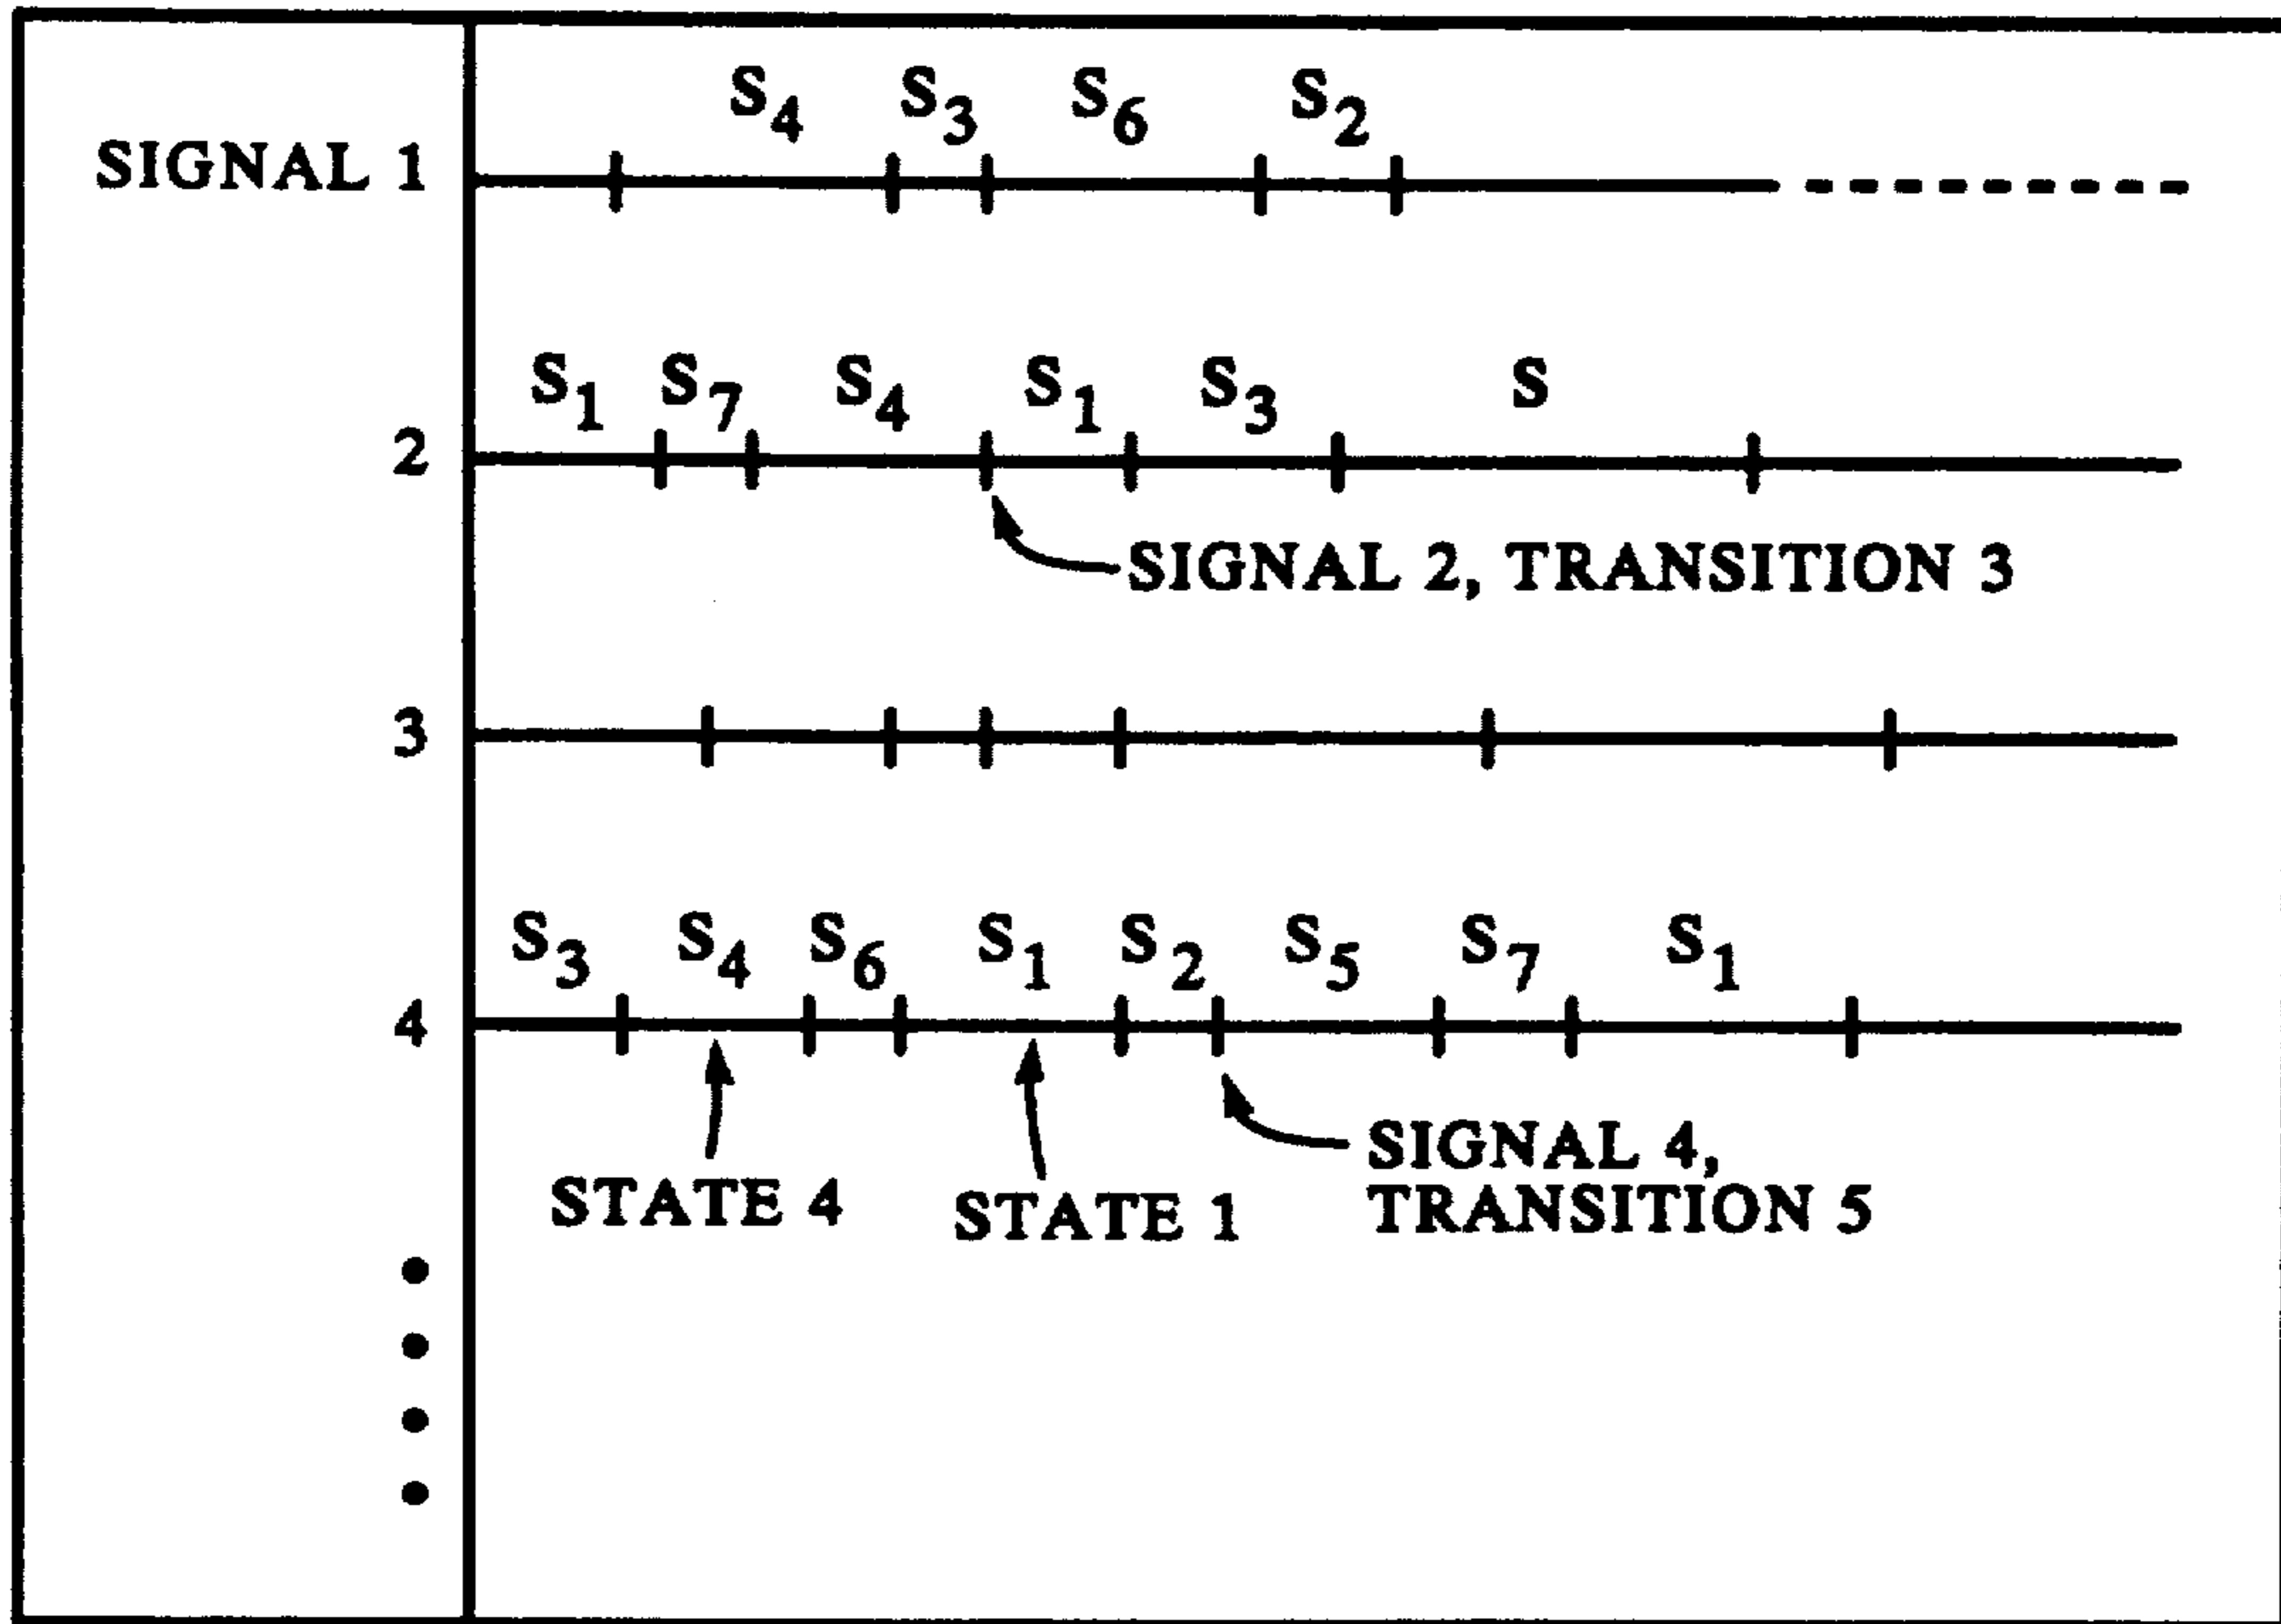 S4 S3 S6 S2
SIGNAL 1
S1 S7 S4 S1 S3 S
2
SIGNAL 2, TRANSITION 3
3
S3 S4 S6 S1 S2 S5 S7 S1
4
STATE 4
STATE 1
SIGNAL 4,
TRANSITION 5